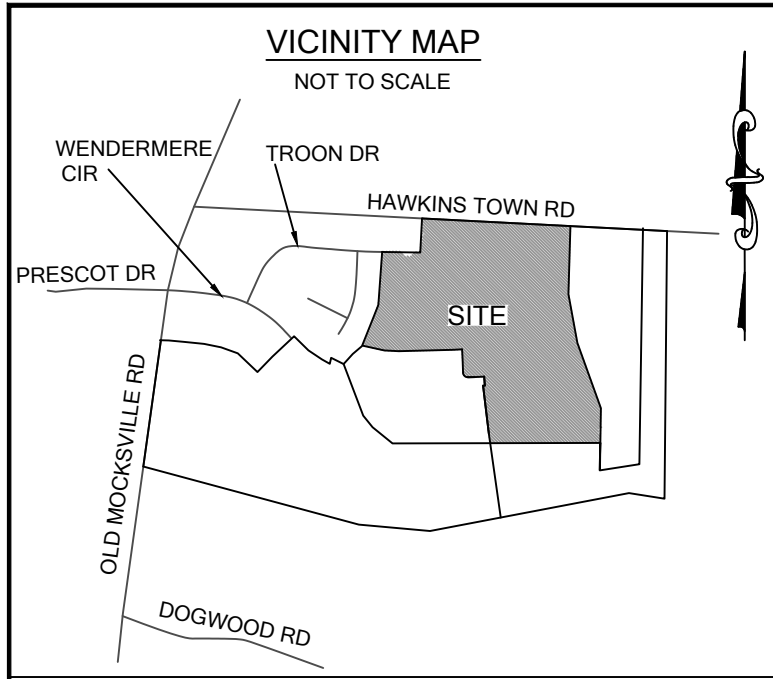 VICINITY MAP
NOT TO SCALE
WENDERMERE
CIR
TROON DR
HAWKINS TOWN RD
PRESCOT DR
SITE
OLD MOCKSVILLE RD
DOGWOOD RD